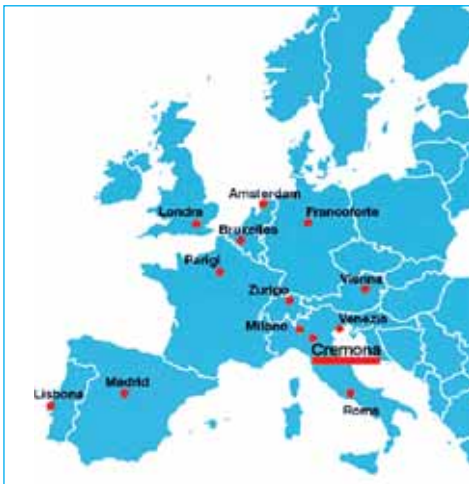 Amsterdam
Londra
Francoforte
Bruxelles
Parigi
Vienna
Zurigo
Venezia
Milano
Cremona
Madrid
Lisbona
Roma